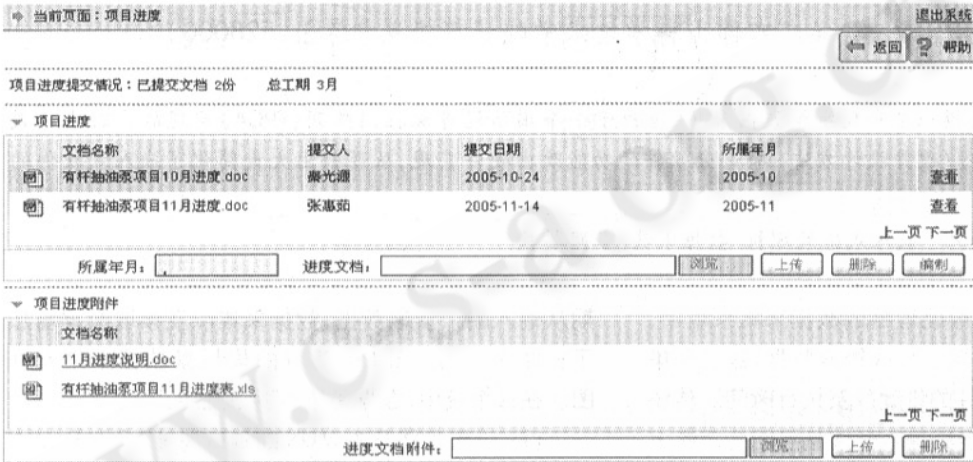 当前页面：项目进度 退出系统
返回 帮助
项目进度提交情况：已提交文档 2份 总工期 3月
项目进度
文档名称 提交人 提交日期 所属年月
有杆抽油泵项目10月进度.doc 秦光源 2005-10-24 2005-10 查看
有杆抽油泵项目11月进度.doc 张惠茹 2005-11-14 2005-11 查看
上一页 下一页
所属年月： 进度文档： 浏览 上传 删除 编制
项目进度附件
文档名称
11月进度说明.doc
有杆抽油泵项目11月进度表.xls
上一页 下一页
进度文档附件： 浏览 上传 删除
www.c-s-a.org.c